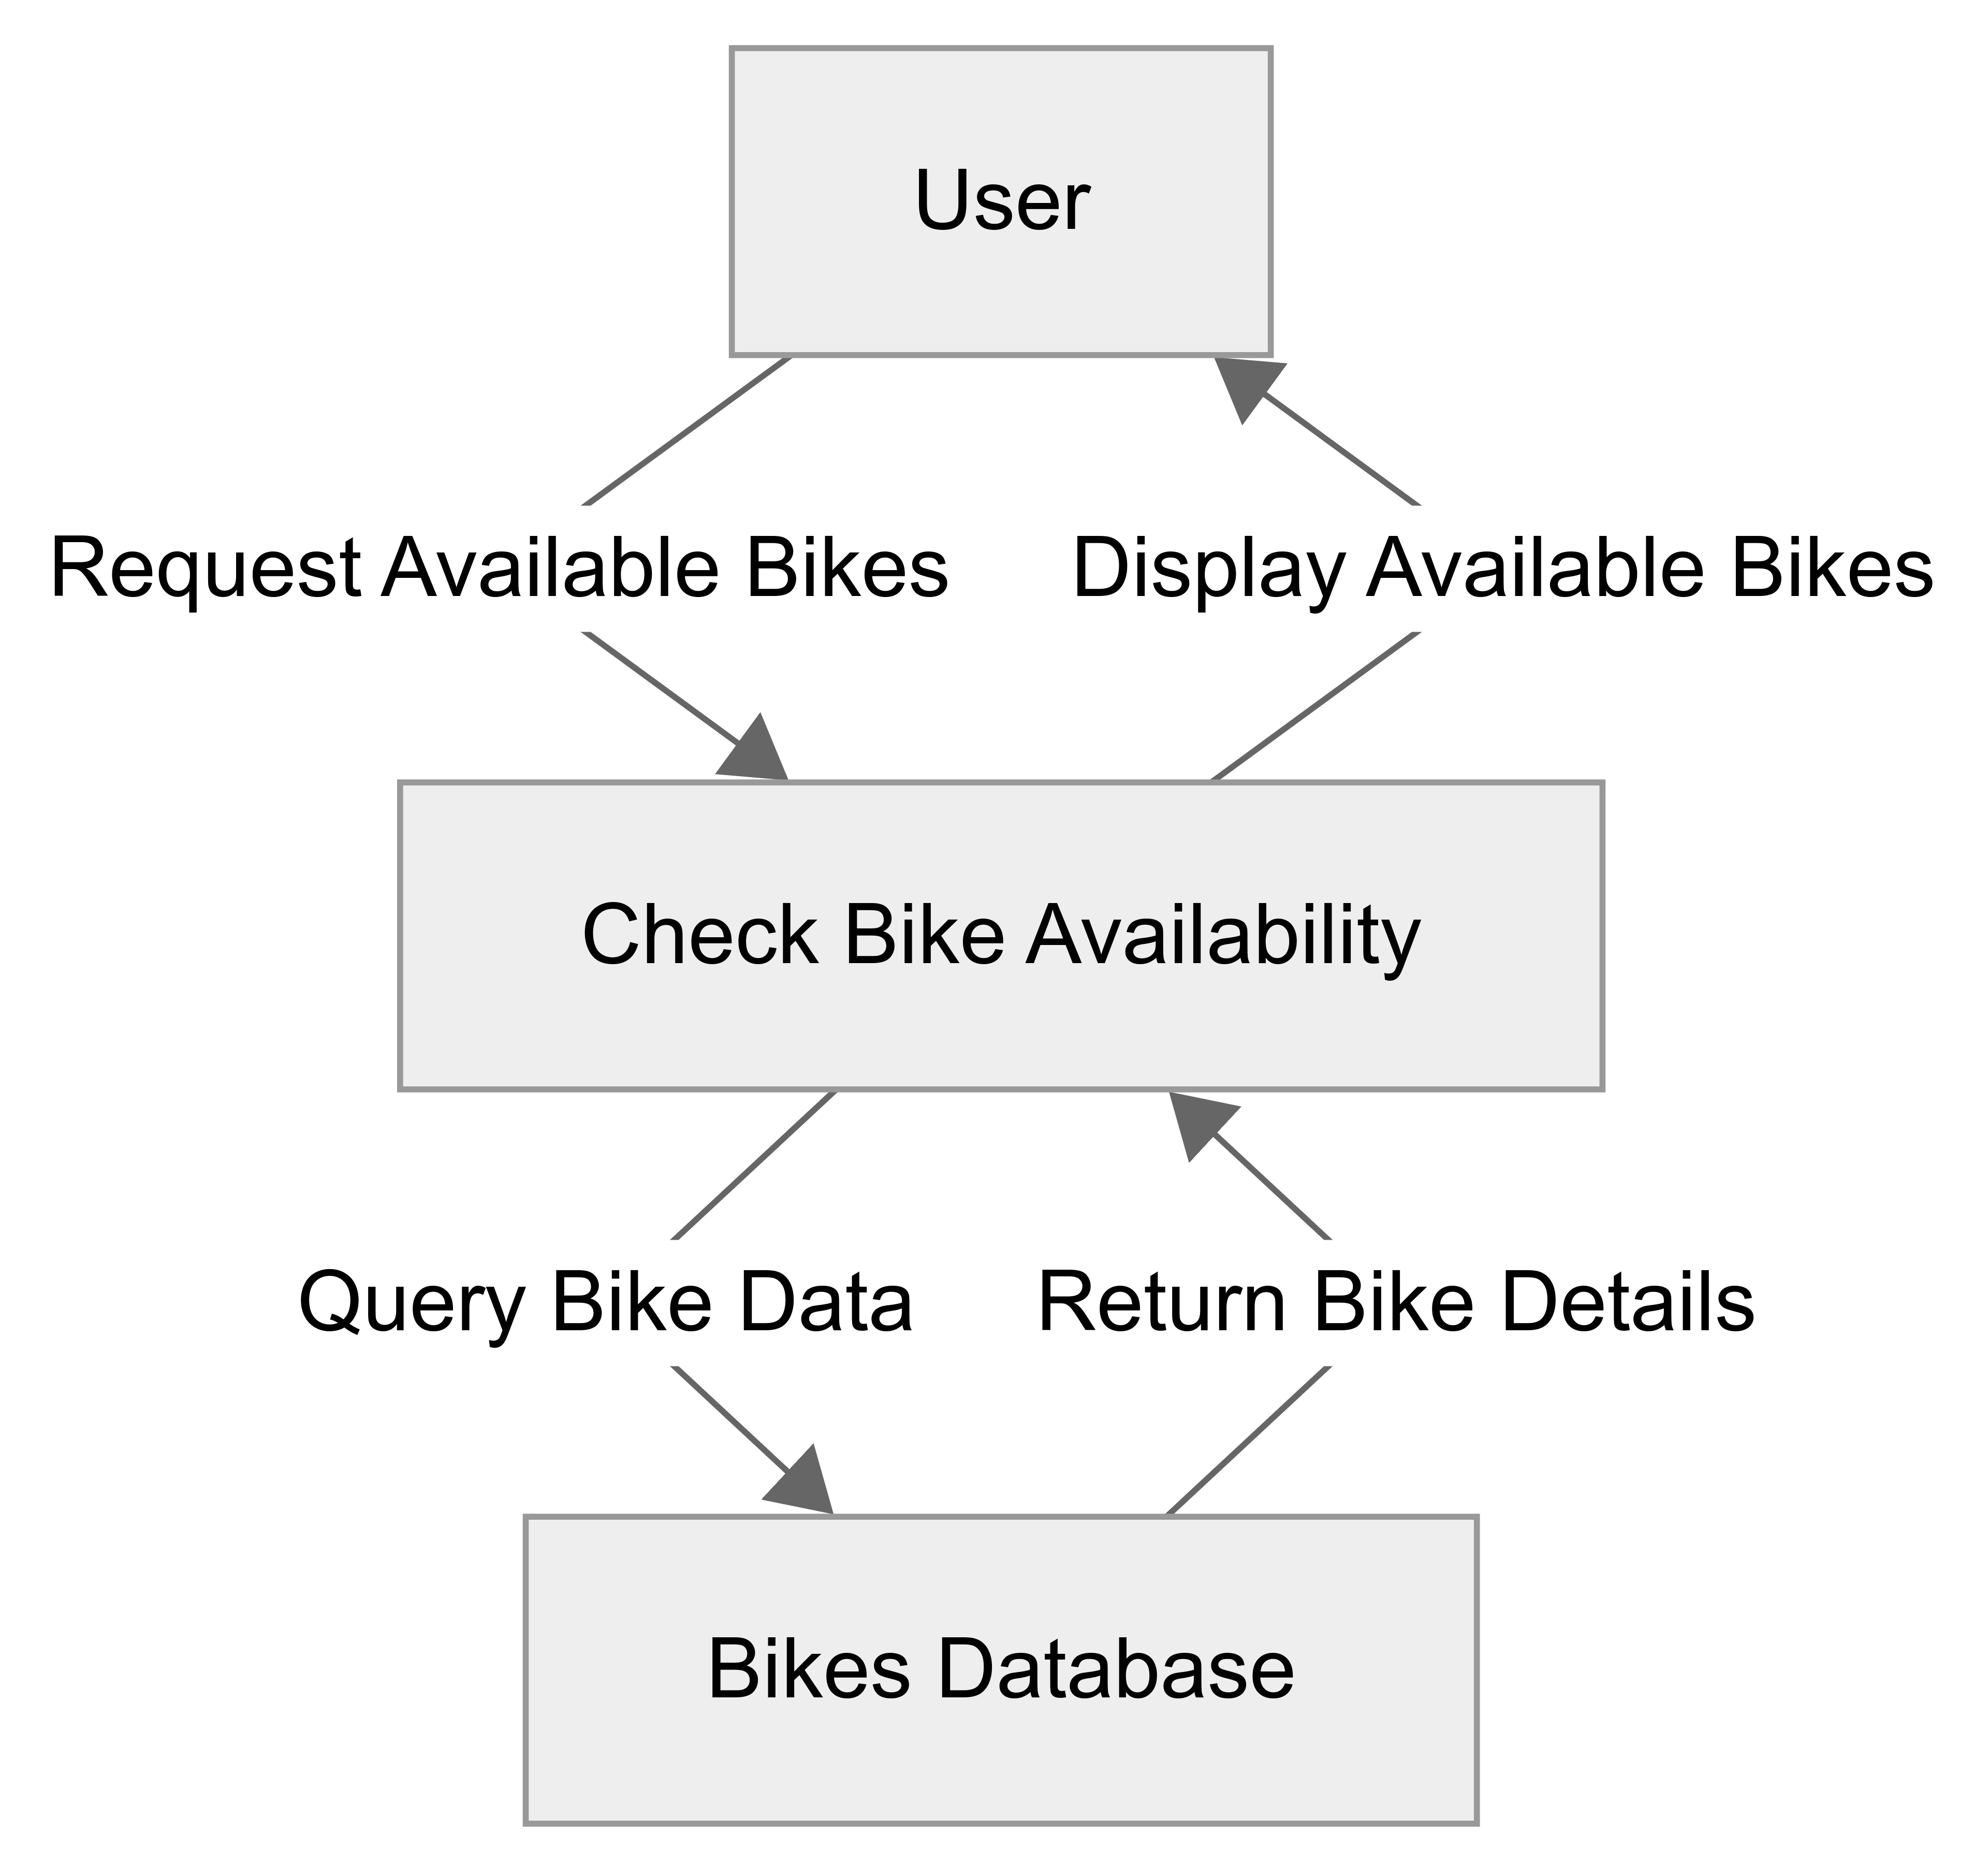 User
Request Available Bikes
Display Available Bikes
Check Bike Availability
Query Bike Data
Return Bike Details
Bikes Database